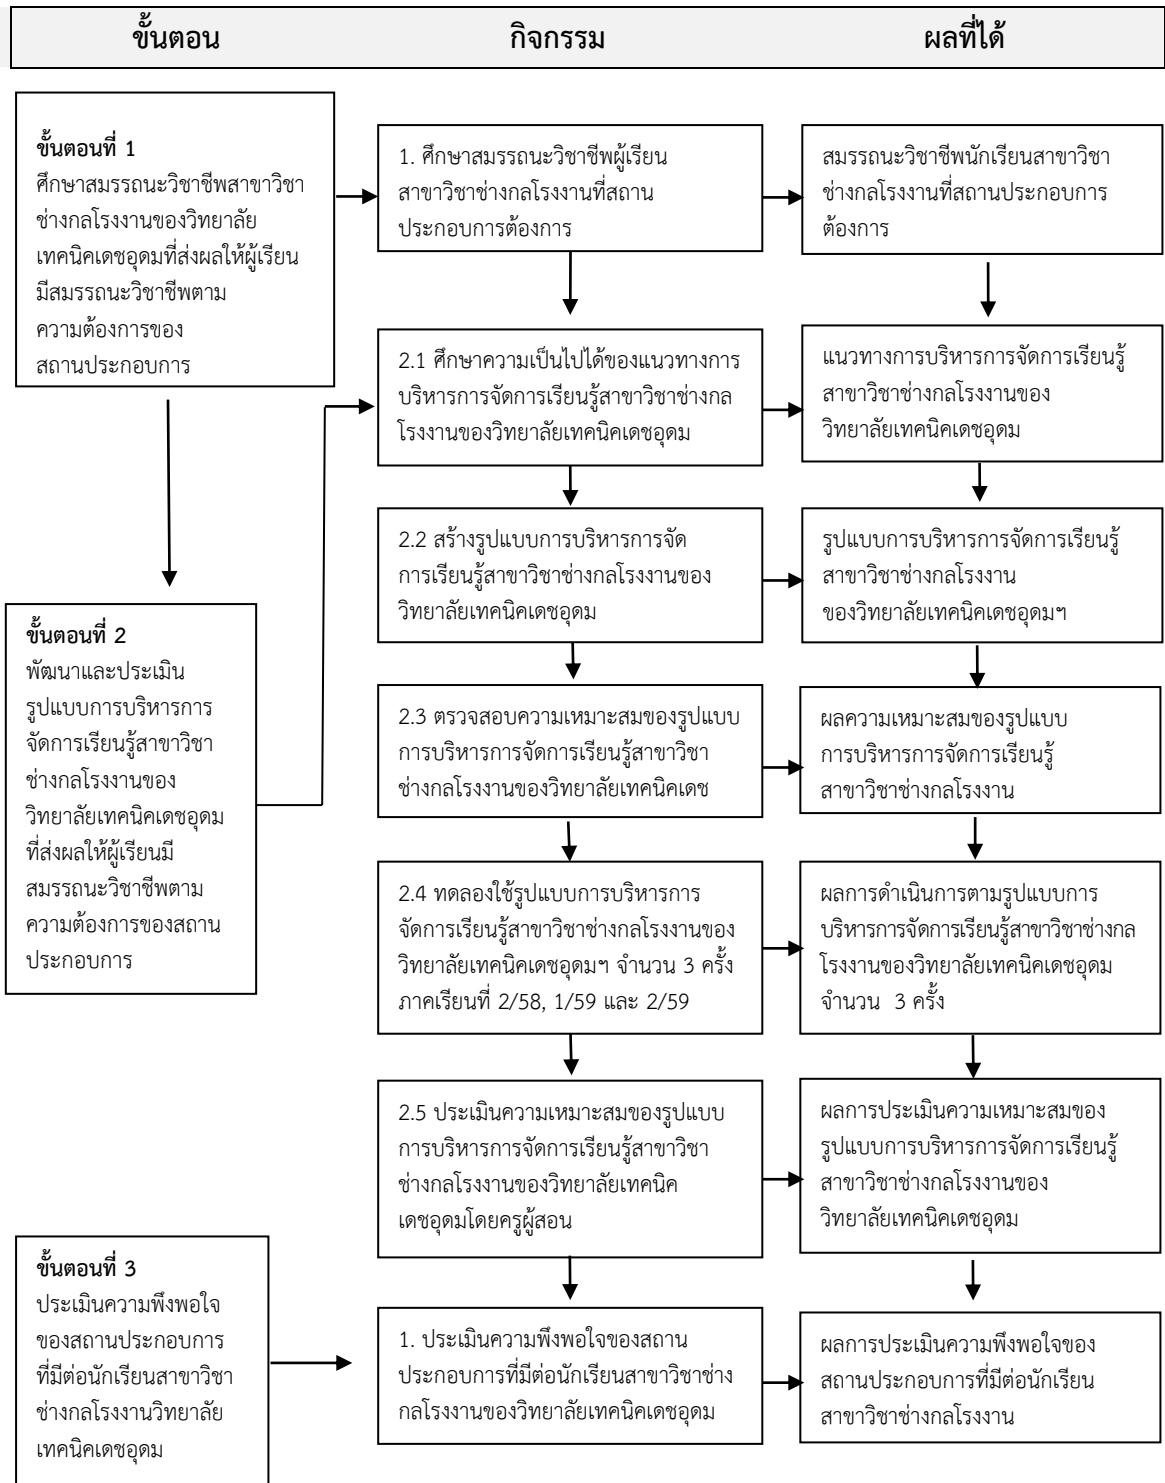 ขั้นตอน กิจกรรม ผลที่ได้
ขั้นตอนที่ 1
ศึกษาสมรรถนะวิชาชีพสาขาวิชา
ช่างกลโรงงานของวิทยาลัย
เทคนิคเดชอุดมที่ส่งผลให้ผู้เรียน
มีสมรรถนะวิชาชีพตาม
ความต้องการของ
สถานประกอบการ
1. ศึกษาสมรรถนะวิชาชีพผู้เรียน
สาขาวิชาช่างกลโรงงานที่สถาน
ประกอบการต้องการ
สมรรถนะวิชาชีพนักเรียนสาขาวิชา
ช่างกลโรงงานที่สถานประกอบการ
ต้องการ
2.1 ศึกษาความเป็นไปได้ของแนวทางการ
บริหารการจัดการเรียนรู้สาขาวิชาช่างกล
โรงงานของวิทยาลัยเทคนิคเดชอุดม
แนวทางการบริหารการจัดการเรียนรู้
สาขาวิชาช่างกลโรงงานของ
วิทยาลัยเทคนิคเดชอุดม
2.2 สร้างรูปแบบการบริหารการจัด
การเรียนรู้สาขาวิชาช่างกลโรงงานของ
วิทยาลัยเทคนิคเดชอุดม
รูปแบบการบริหารการจัดการเรียนรู้
สาขาวิชาช่างกลโรงงาน
ของวิทยาลัยเทคนิคเดชอุดมฯ
ขั้นตอนที่ 2
พัฒนาและประเมิน
รูปแบบการบริหารการ
จัดการเรียนรู้สาขาวิชา
ช่างกลโรงงานของ
วิทยาลัยเทคนิคเดชอุดม
ที่ส่งผลให้ผู้เรียนมี
สมรรถนะวิชาชีพตาม
ความต้องการของสถาน
ประกอบการ
2.3 ตรวจสอบความเหมาะสมของรูปแบบ
การบริหารการจัดการเรียนรู้สาขาวิชา
ช่างกลโรงงานของวิทยาลัยเทคนิคเดช
ผลความเหมาะสมของรูปแบบ
การบริหารการจัดการเรียนรู้
สาขาวิชาช่างกลโรงงาน
2.4 ทดลองใช้รูปแบบการบริหารการ
จัดการเรียนรู้สาขาวิชาช่างกลโรงงานของ
วิทยาลัยเทคนิคเดชอุดมฯ จำนวน 3 ครั้ง
ภาคเรียนที่ 2/58, 1/59 และ 2/59
ผลการดำเนินการตามรูปแบบการ
บริหารการจัดการเรียนรู้สาขาวิชาช่างกล
โรงงานของวิทยาลัยเทคนิคเดชอุดม
จำนวน 3 ครั้ง
2.5 ประเมินความเหมาะสมของรูปแบบ
การบริหารการจัดการเรียนรู้สาขาวิชา
ช่างกลโรงงานของวิทยาลัยเทคนิค
เดชอุดมโดยครูผู้สอน
ผลการประเมินความเหมาะสมของ
รูปแบบการบริหารการจัดการเรียนรู้
สาขาวิชาช่างกลโรงงานของ
วิทยาลัยเทคนิคเดชอุดม
ขั้นตอนที่ 3
ประเมินความพึงพอใจ
ของสถานประกอบการ
ที่มีต่อนักเรียนสาขาวิชา
ช่างกลโรงงานวิทยาลัย
เทคนิคเดชอุดม
1. ประเมินความพึงพอใจของสถาน
ประกอบการที่มีต่อนักเรียนสาขาวิชาช่าง
กลโรงงานของวิทยาลัยเทคนิคเดชอุดม
ผลการประเมินความพึงพอใจของ
สถานประกอบการที่มีต่อนักเรียน
สาขาวิชาช่างกลโรงงาน